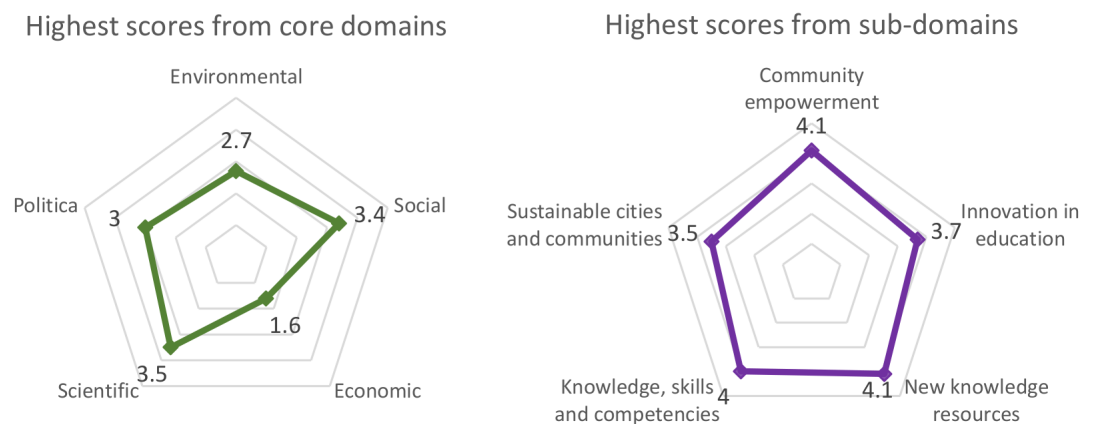 Highest scores from core domains
Environmental
2.7
Politica
3
3.4
Social
1.6
3.5
Scientific
Economic
Highest scores from sub-domains
Community
empowerment
4.1
Sustainable cities
and communities
3.5
3.7
Innovation in
education
Knowledge, skills
and competencies
4
4.1
New knowledge
resources